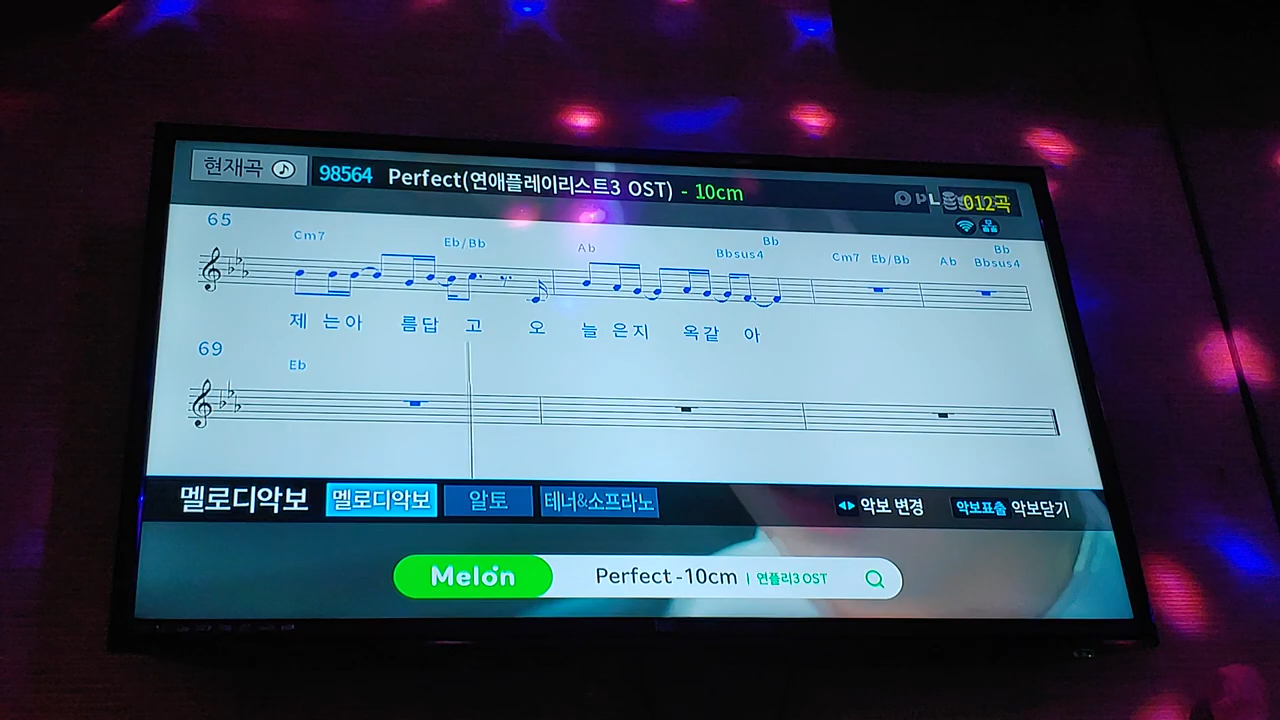 현재곡 98564 Perfect(연애플레이리스트3 OST) - 10cm
012곡
65
Cm7 Eb/Bb Ab Bbsus4 Bb Cm7 Eb/Bb Ab Bbsus4 Bb
제 는 아 름 답 고 오 늘 은 지 옥 같 아
69
Eb
멜로디악보 멜로디악보 알토 테너&소프라노 악보 변경 악보표출 악보닫기
Melon Perfect -10cm | 연플리3 OST